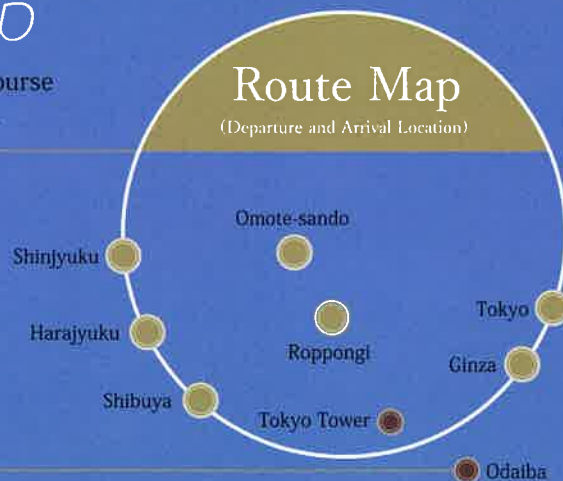 D
ourse
Route Map
(Departure and Arrival Location)
Omote-sando
Shinjyuku
Tokyo
Harajyuku
Roppongi
Ginza
Shibuya
Tokyo Tower
Odaiba